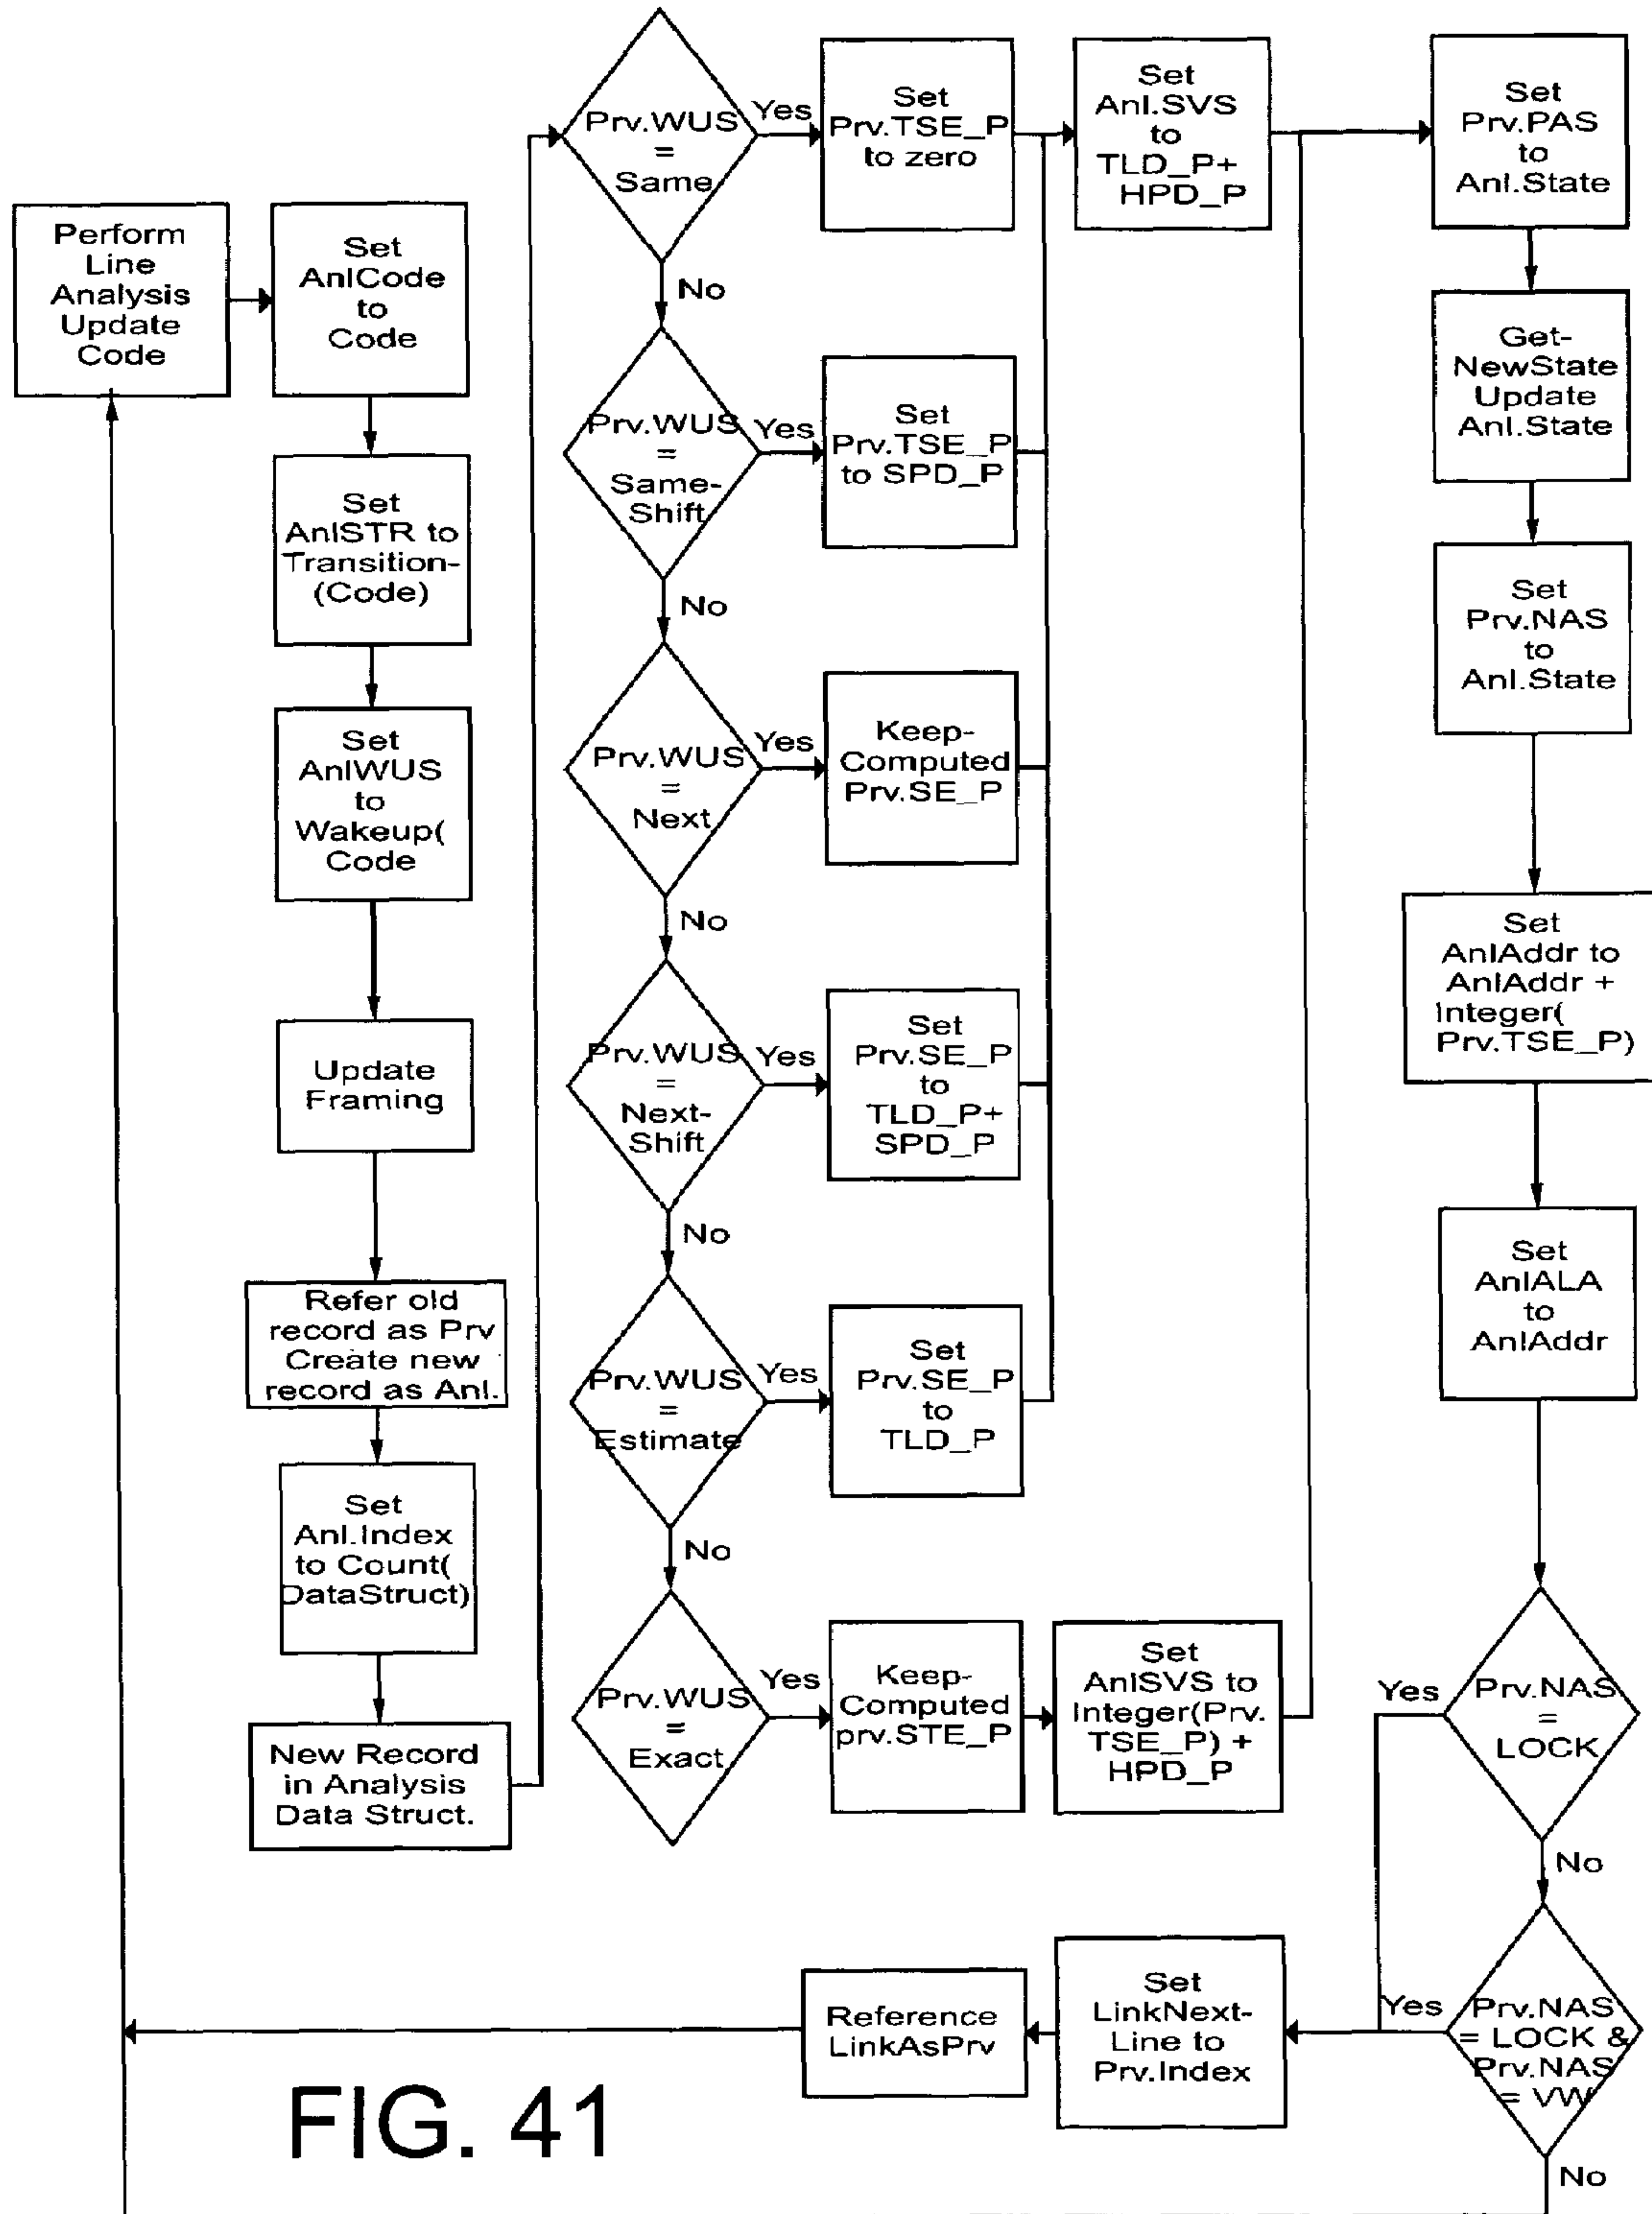 Perform
Line
Analysis
Update
Code
Set
AnlCode
to
Code
Set
AnlSTR to
Transition-
(Code)
Set
AnlWUS
to
Wakeup(
Code
Update
Framing
Refer old
record as Prv
Create new
record as Anl.
Set
Anl.Index
to Count(
DataStruct)
New Record
in Analysis
Data Struct.
Prv.WUS
=
Same
Yes
No
Set
Prv.TSE_P
to zero
Set
Anl.SVS
to
TLD_P+
HPD_P
Prv.WUS
=
Same-
Shift
Yes
No
Set
Prv.TSE_P
to SPD_P
Prv.WUS
=
Next
Yes
No
Keep-
Computed
Prv.SE_P
Prv.WUS
=
Next-
Shift
Yes
No
Set
Prv.SE_P
to
TLD_P+
SPD_P
Prv.WUS
=
Estimate
Yes
No
Set
Prv.SE_P
to
TLD_P
Prv.WUS
=
Exact
Yes
Keep-
Computed
prv.STE_P
Set
AnlSVS to
Integer(Prv.
TSE_P) +
HPD_P
Set
Prv.PAS
to
Anl.State
Get-
NewState
Update
Anl.State
Set
Prv.NAS
to
Anl.State
Set
AnlAddr to
AnlAddr +
Integer(
Prv.TSE_P)
Set
AnlALA
to
AnlAddr
Prv.NAS
=
LOCK
Yes
No
Prv.NAS
= LOCK &
Prv.NAS
= VW
Yes
No
Set
LinkNext-
Line to
Prv.Index
Reference
LinkAsPrv
FIG. 41